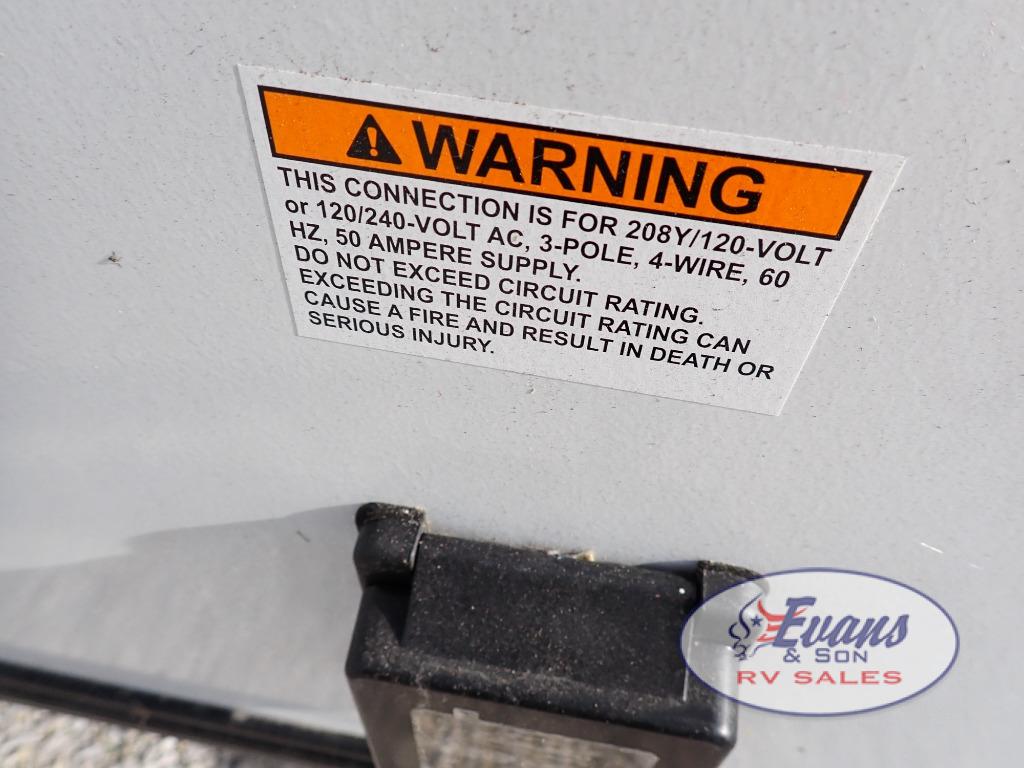 WARNING
THIS CONNECTION IS FOR 208Y/120-VOLT
or 120/240-VOLT AC, 3-POLE, 4-WIRE, 60
HZ, 50 AMPERE SUPPLY.
DO NOT EXCEED CIRCUIT RATING.
EXCEEDING THE CIRCUIT RATING CAN
CAUSE A FIRE AND RESULT IN DEATH OR
SERIOUS INJURY.
Evans
& SON
RV SALES